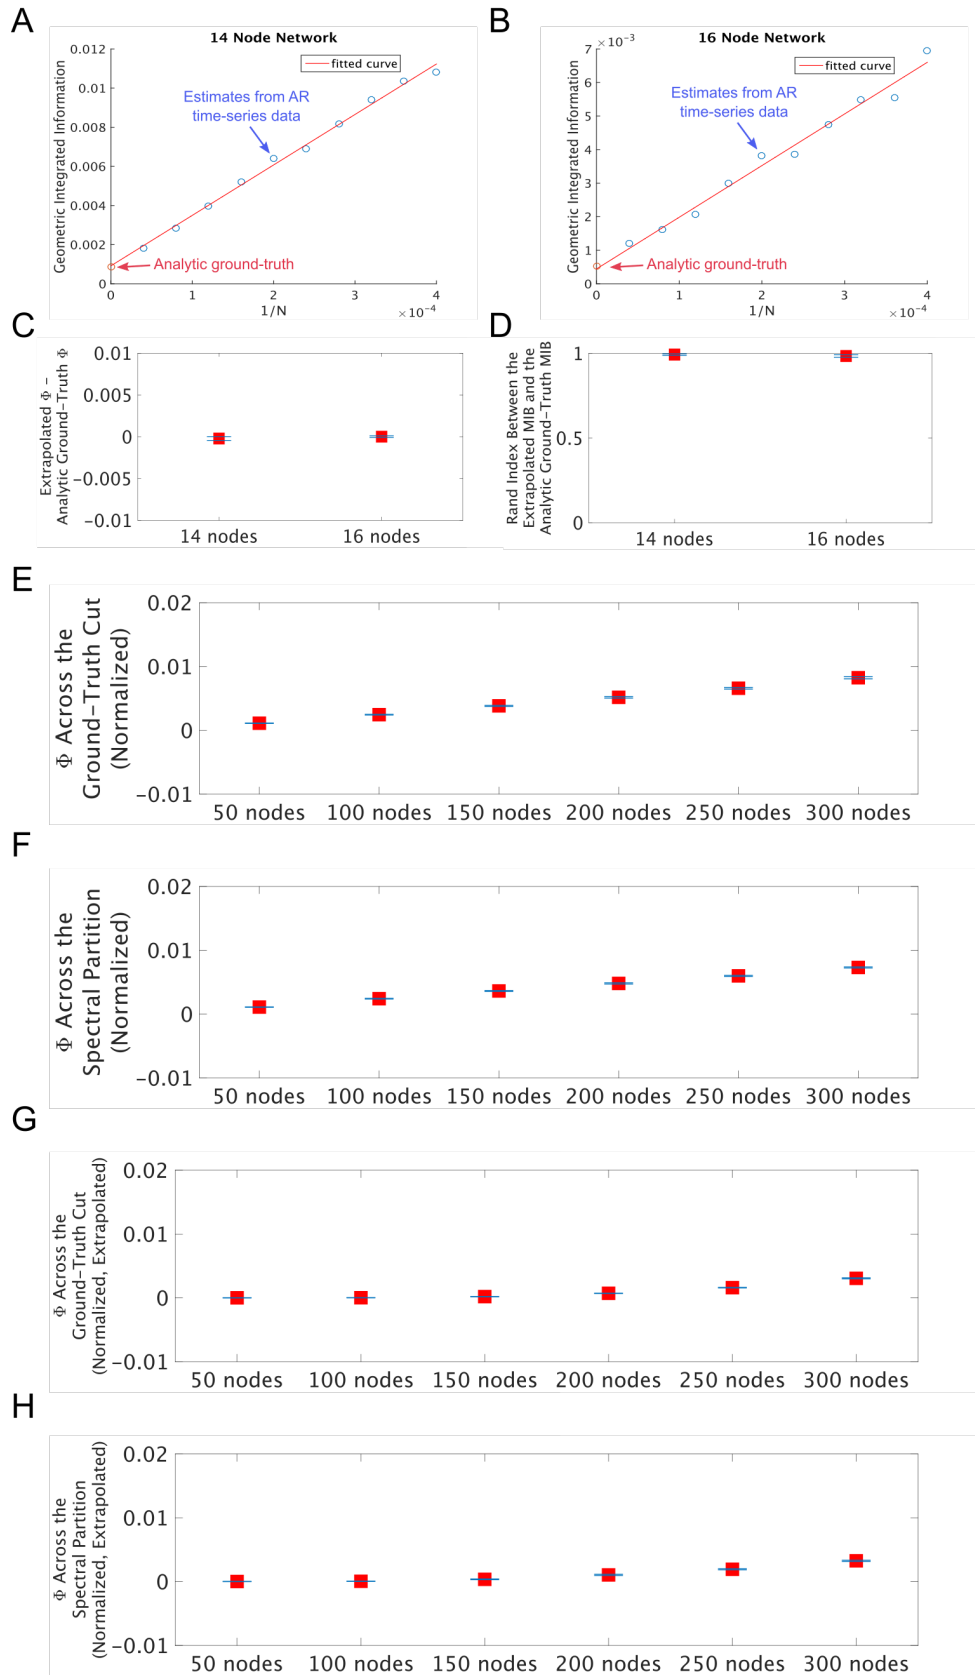 A
14 Node Network
0.012
0.01
0.008
0.006
0.004
0.002
0
Geometric Integrated Information
fitted curve
Estimates from AR
time-series data
Analytic ground-truth
0 1 2 3 4
1/N
×10⁻⁴
B
16 Node Network
×10⁻³
7
6
5
4
3
2
1
0
Geometric Integrated Information
fitted curve
Estimates from AR
time-series data
Analytic ground-truth
0 1 2 3 4
1/N
×10⁻⁴
C
Extrapolated Φ −
Analytic Ground−Truth Φ
0.01
0.005
0
−0.005
−0.01
14 nodes 16 nodes
D
Rand Index Between the
Extrapolated MIB and the
Analytic Ground−Truth MIB
1
0.5
0
14 nodes 16 nodes
E
Φ Across the
Ground−Truth Cut
(Normalized)
0.02
0.01
0
−0.01
50 nodes 100 nodes 150 nodes 200 nodes 250 nodes 300 nodes
F
Φ Across the
Spectral Partition
(Normalized)
0.02
0.01
0
−0.01
50 nodes 100 nodes 150 nodes 200 nodes 250 nodes 300 nodes
G
Φ Across the
Ground−Truth Cut
(Normalized, Extrapolated)
0.02
0.01
0
−0.01
50 nodes 100 nodes 150 nodes 200 nodes 250 nodes 300 nodes
H
Φ Across the
Spectral Partition
(Normalized, Extrapolated)
0.02
0.01
0
−0.01
50 nodes 100 nodes 150 nodes 200 nodes 250 nodes 300 nodes